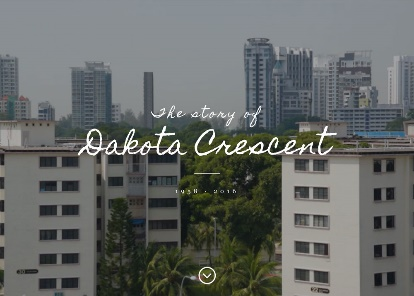 The story of
Dakota Crescent
1958 - 2016